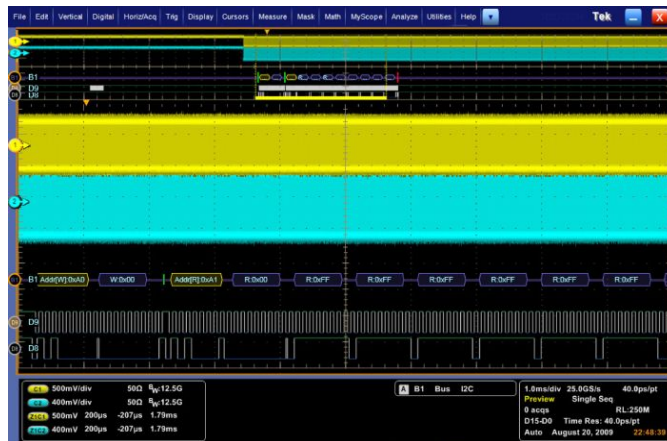 File Edit Vertical Digital Horiz/Acq Trig Display Cursors Measure Mask Math MyScope Analyze Utilities Help Tek
1
2
B1
D9
D8
1
2
B1 Addr[W]:0xA0 W:0x00 Addr[R]:0xA1 R:0x00 R:0xFF R:0xFF R:0xFF R:0xFF R:0xFF R:0xFF
D9
D8
C1 500mV/div 50Ω BW:12.5G
C2 400mV/div 50Ω BW:12.5G
Z1C1 500mV 200µs -207µs 1.79ms
Z1C2 400mV 200µs -207µs 1.79ms
A B1 Bus I2C
1.0ms/div 25.0GS/s 40.0ps/pt
Preview Single Seq
0 acqs RL:250M
D15-D0 Time Res: 40.0ps/pt
Auto August 20, 2009 22:48:39